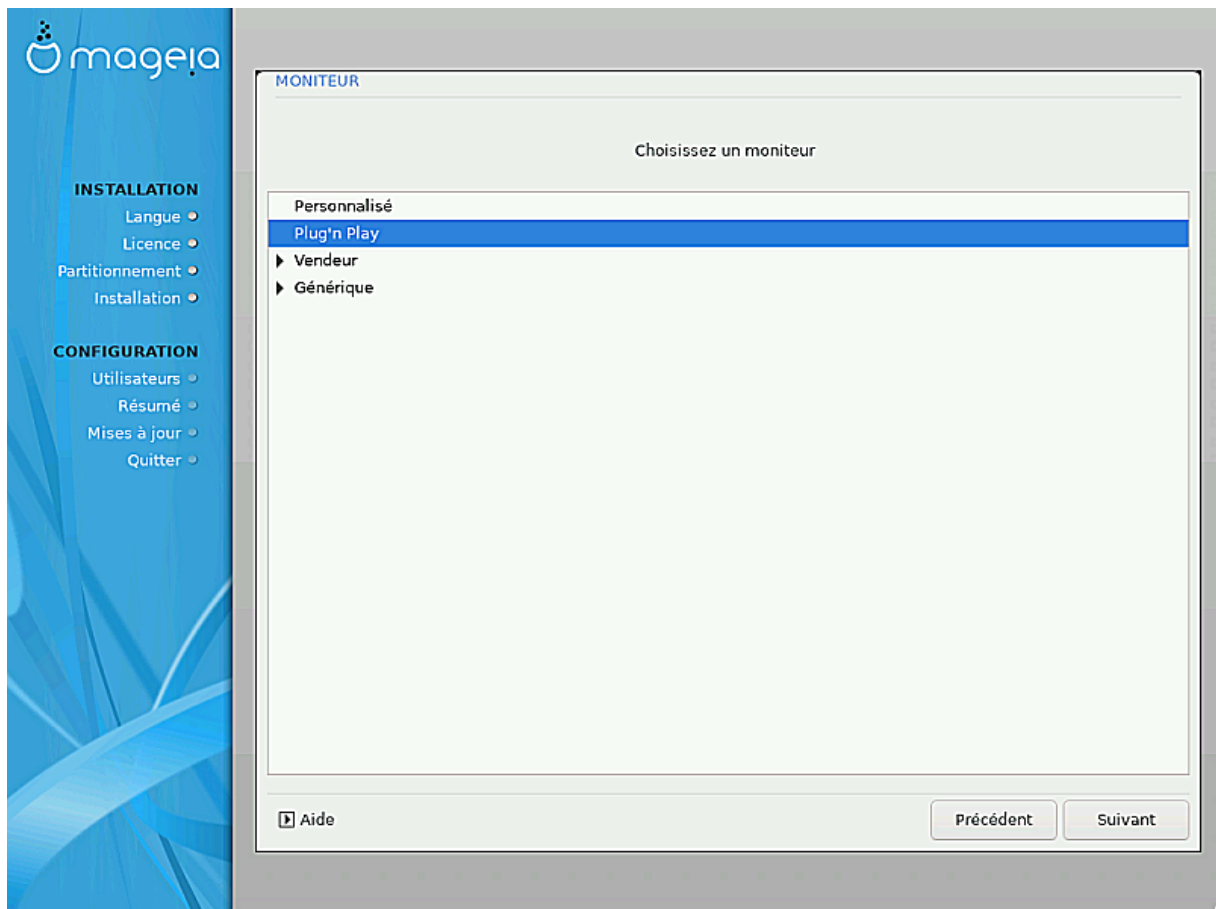 mageia
INSTALLATION
Langue
Licence
Partitionnement
Installation
CONFIGURATION
Utilisateurs
Résumé
Mises à jour
Quitter
MONITEUR
Choisissez un moniteur
Personnalisé
Plug'n Play
Vendeur
Générique
Aide
Précédent
Suivant